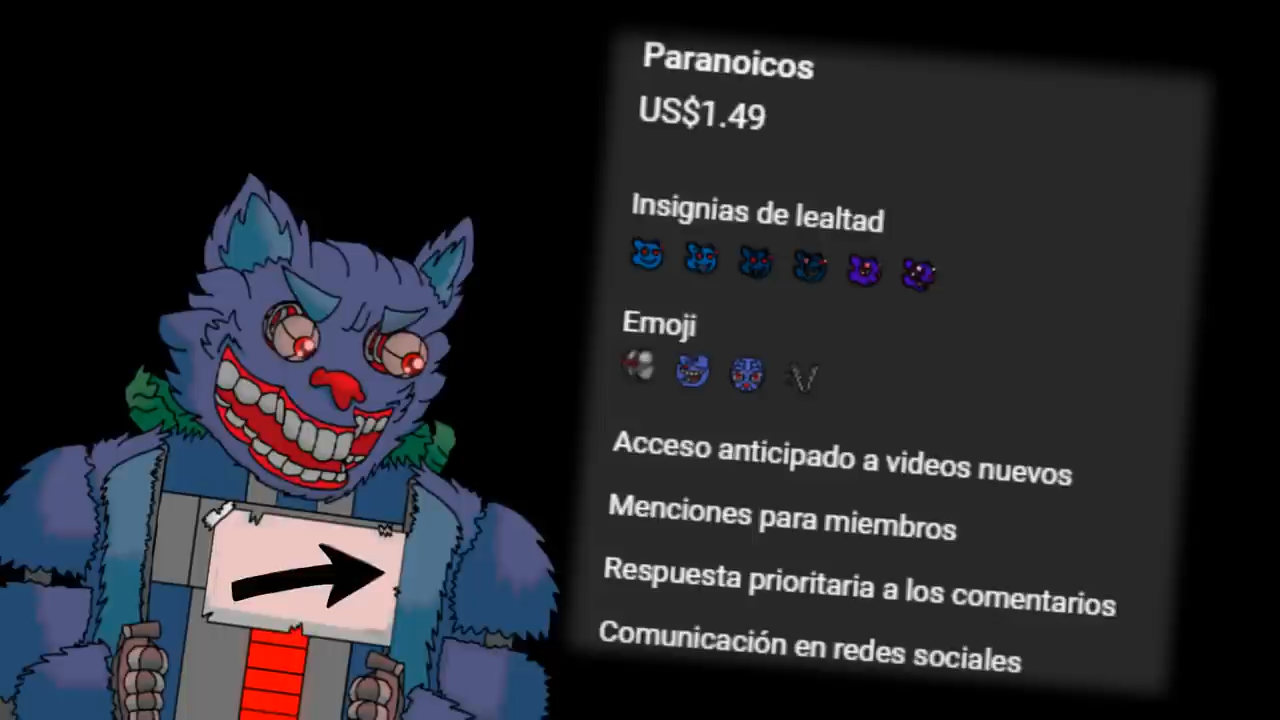 Paranoicos
US$1.49
Insignias de lealtad
Emoji
Acceso anticipado a videos nuevos
Menciones para miembros
Respuesta prioritaria a los comentarios
Comunicación en redes sociales